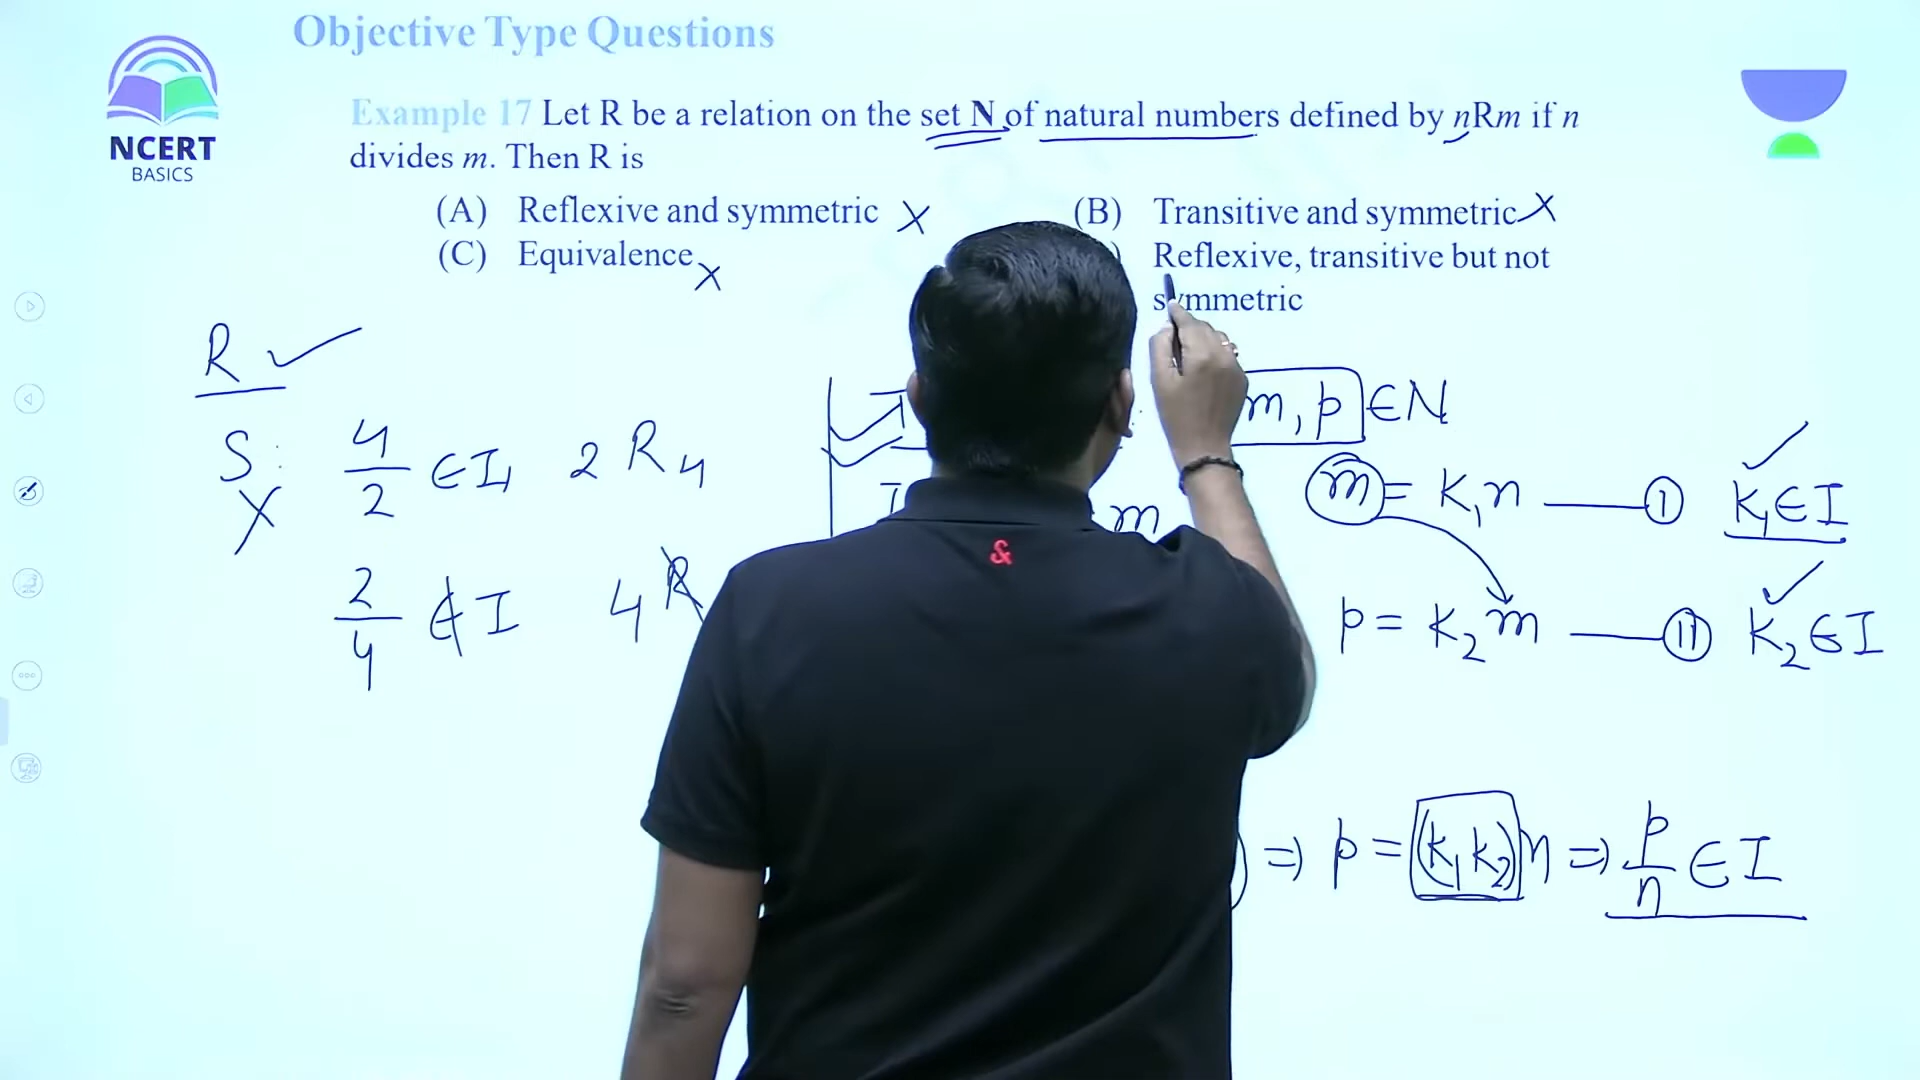 Objective Type Questions
NCERT
BASICS
Example 17 Let R be a relation on the set N of natural numbers defined by nRm if n
divides m. Then R is
(A) Reflexive and symmetric X
(B) Transitive and symmetric X
(C) Equivalence X
Reflexive, transitive but not
symmetric
R ✓
S: 4/2 ∈ I, 2 R 4
X
2/4 ∉ I 4 R
m, p ∈ N
m
m = k₁n — I k₁ ∈ I ✓
p = k₂m — II k₂ ∈ I ✓
⇒ p = (k₁k₂)n ⇒ p/n ∈ I
&